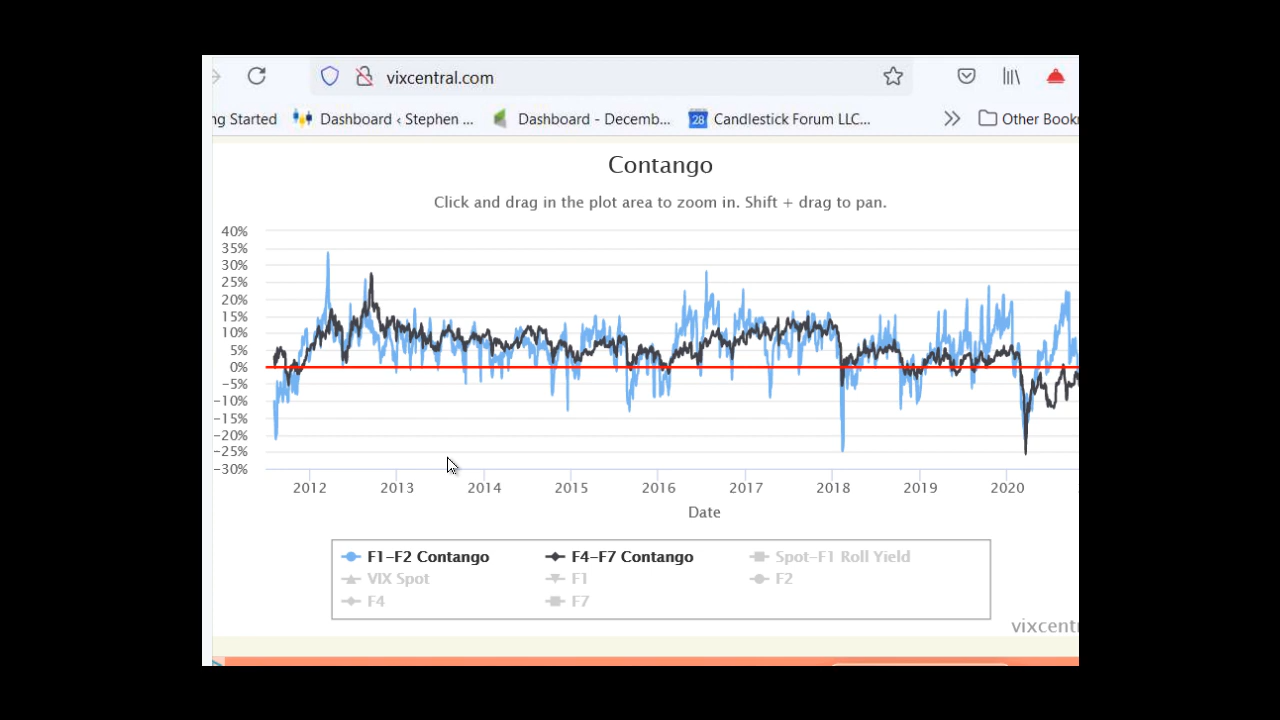 vixcentral.com
ng Started Dashboard ‹ Stephen ... Dashboard - Decemb... 28 Candlestick Forum LLC... Other Book
Contango
Click and drag in the plot area to zoom in. Shift + drag to pan.
40%
35%
30%
25%
20%
15%
10%
5%
0%
−5%
−10%
−15%
−20%
−25%
−30%
2012 2013 2014 2015 2016 2017 2018 2019 2020
Date
F1−F2 Contango F4−F7 Contango Spot−F1 Roll Yield
VIX Spot F1 F2
F4 F7
vixcent